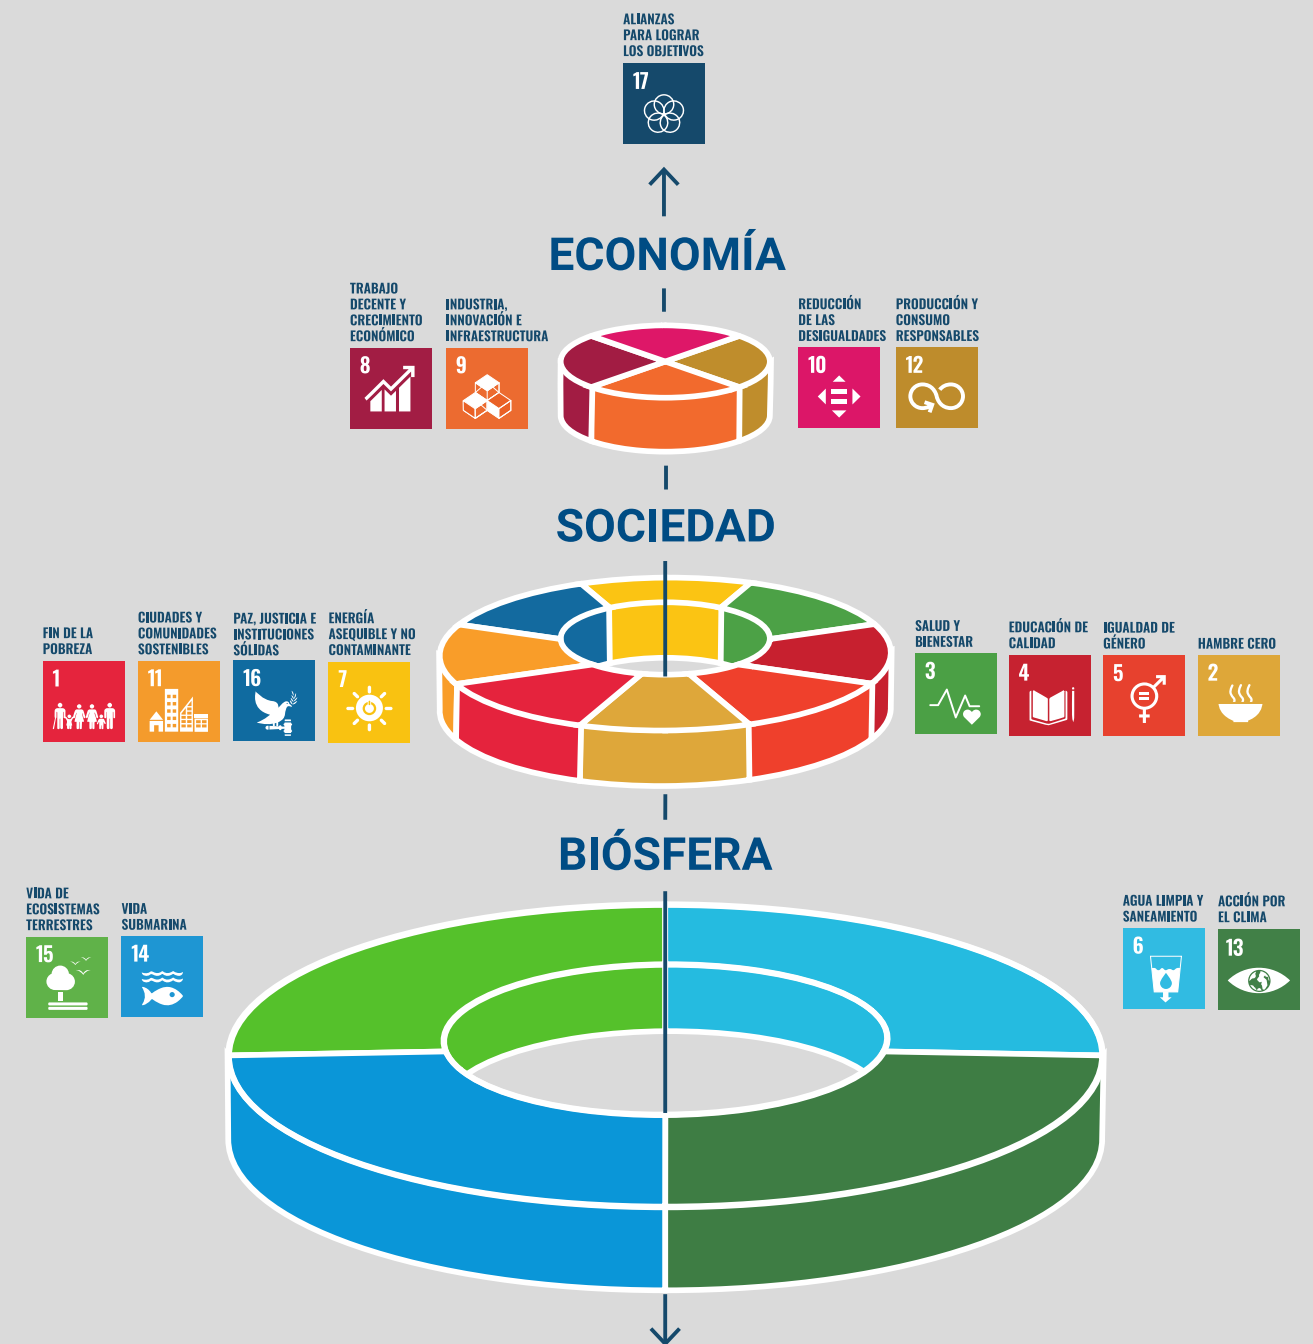 ALIANZAS
PARA LOGRAR
LOS OBJETIVOS
17
ECONOMÍA
TRABAJO
DECENTE Y
CRECIMIENTO
ECONÓMICO
8
INDUSTRIA,
INNOVACIÓN E
INFRAESTRUCTURA
9
REDUCCIÓN
DE LAS
DESIGUALDADES
10
PRODUCCIÓN Y
CONSUMO
RESPONSABLES
12
SOCIEDAD
FIN DE LA
POBREZA
1
CIUDADES Y
COMUNIDADES
SOSTENIBLES
11
PAZ, JUSTICIA E
INSTITUCIONES
SÓLIDAS
16
ENERGÍA
ASEQUIBLE Y NO
CONTAMINANTE
7
SALUD Y
BIENESTAR
3
EDUCACIÓN DE
CALIDAD
4
IGUALDAD DE
GÉNERO
5
HAMBRE CERO
2
BIÓSFERA
VIDA DE
ECOSISTEMAS
TERRESTRES
15
VIDA
SUBMARINA
14
AGUA LIMPIA Y
SANEAMIENTO
6
ACCIÓN POR
EL CLIMA
13